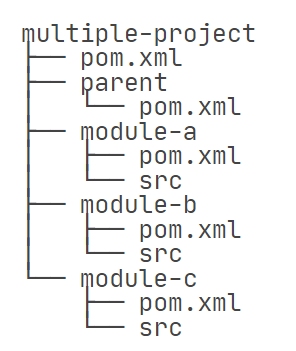 multiple-project
├── pom.xml
├── parent
│   └── pom.xml
├── module-a
│   ├── pom.xml
│   └── src
├── module-b
│   ├── pom.xml
│   └── src
└── module-c
    ├── pom.xml
    └── src